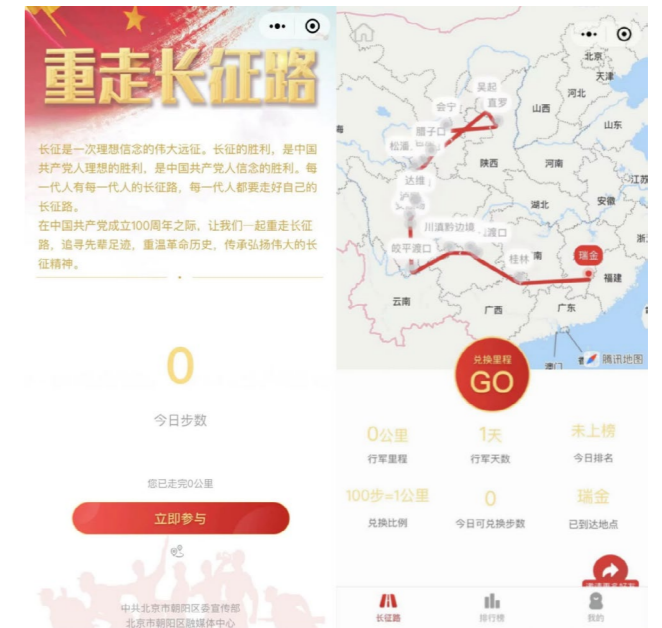 重走长征路
长征是一次理想信念的伟大远征。长征的胜利，是中国
共产党人理想的胜利，是中国共产党人信念的胜利。每
一代人有每一代人的长征路，每一代人都要走好自己的
长征路。
在中国共产党成立100周年之际，让我们一起重走长征
路，追寻先辈足迹，重温革命历史，传承弘扬伟大的长
征精神。
0
今日步数
您已走完0公里
立即参与
中共北京市朝阳区委宣传部
北京市朝阳区融媒体中心
北京
天津
河北
吴起
直罗
会宁
山西
腊子口
山东
松潘
陕西
河南
达维
江苏
安徽
湖北
川滇黔边境
渡口
浙
皎平渡口
桂林
南
瑞金
福建
云南
广西
广东
澳门
腾讯地图
兑换里程
GO
0公里
1天
未上榜
行军里程
行军天数
今日排名
100步=1公里
0
瑞金
兑换比例
今日可兑换步数
已到达地点
长征路
排行榜
我的